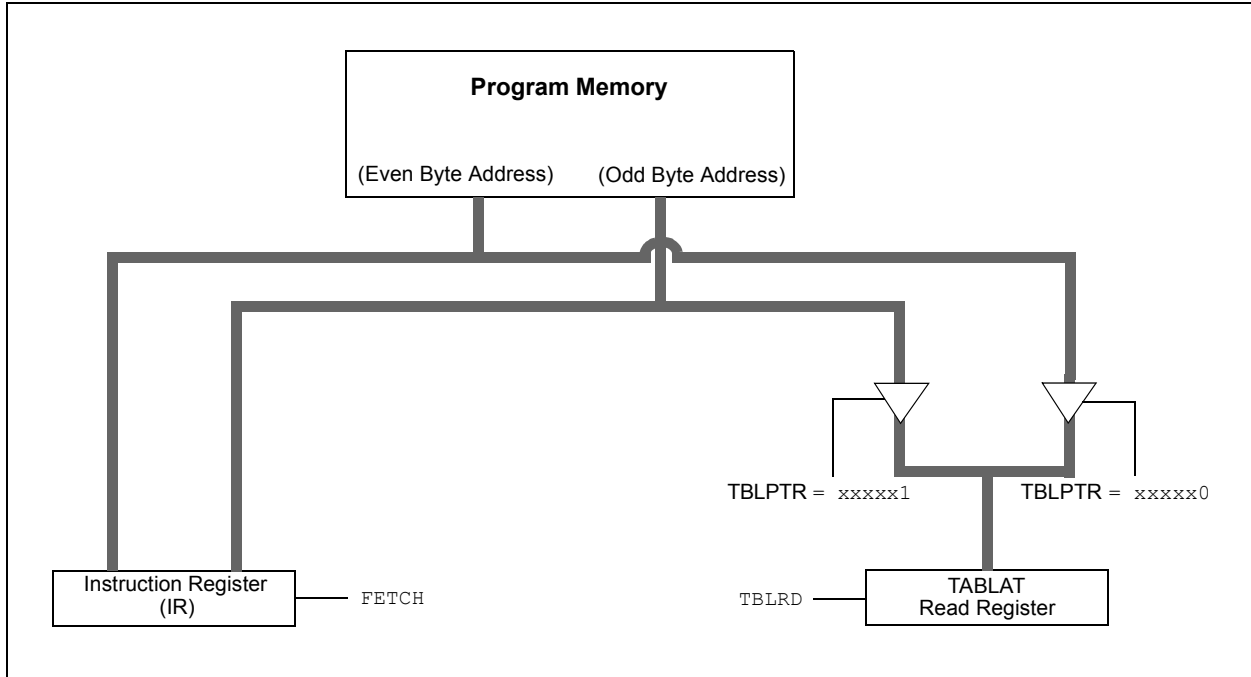 Program Memory
(Even Byte Address) (Odd Byte Address)
TBLPTR = xxxxx1 TBLPTR = xxxxx0
Instruction Register
(IR)
FETCH
TBLRD
TABLAT
Read Register